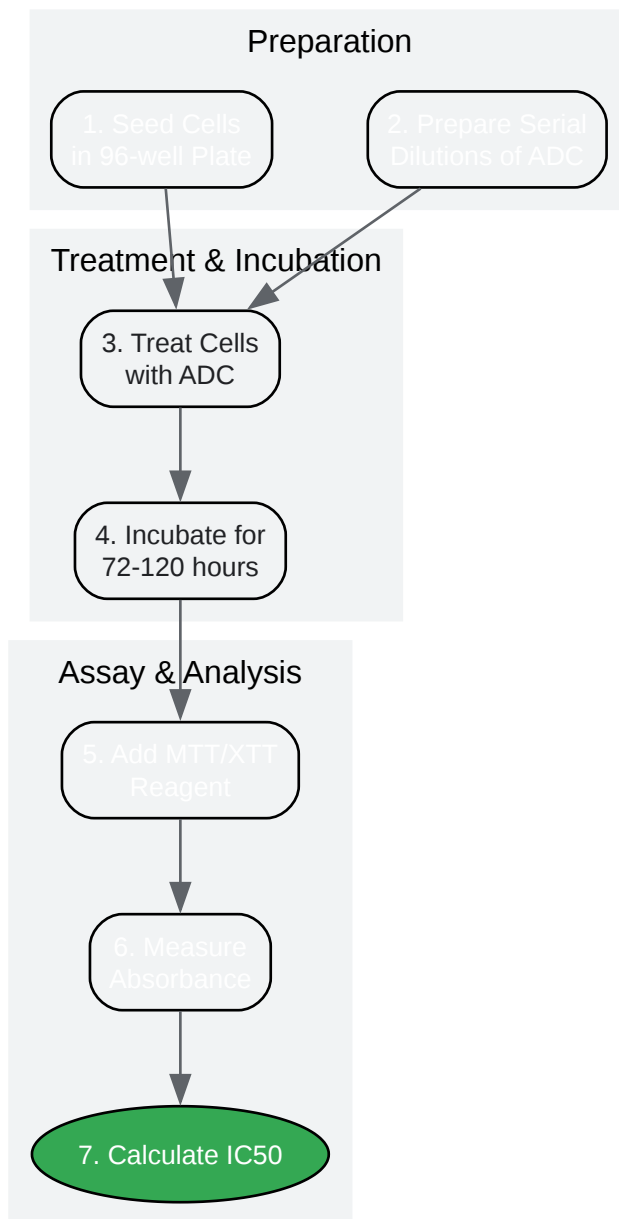 Preparation
1. Seed Cells
in 96-well Plate
2. Prepare Serial
Dilutions of ADC
Treatment & Incubation
3. Treat Cells
with ADC
4. Incubate for
72-120 hours
Assay & Analysis
5. Add MTT/XTT
Reagent
6. Measure
Absorbance
7. Calculate IC50